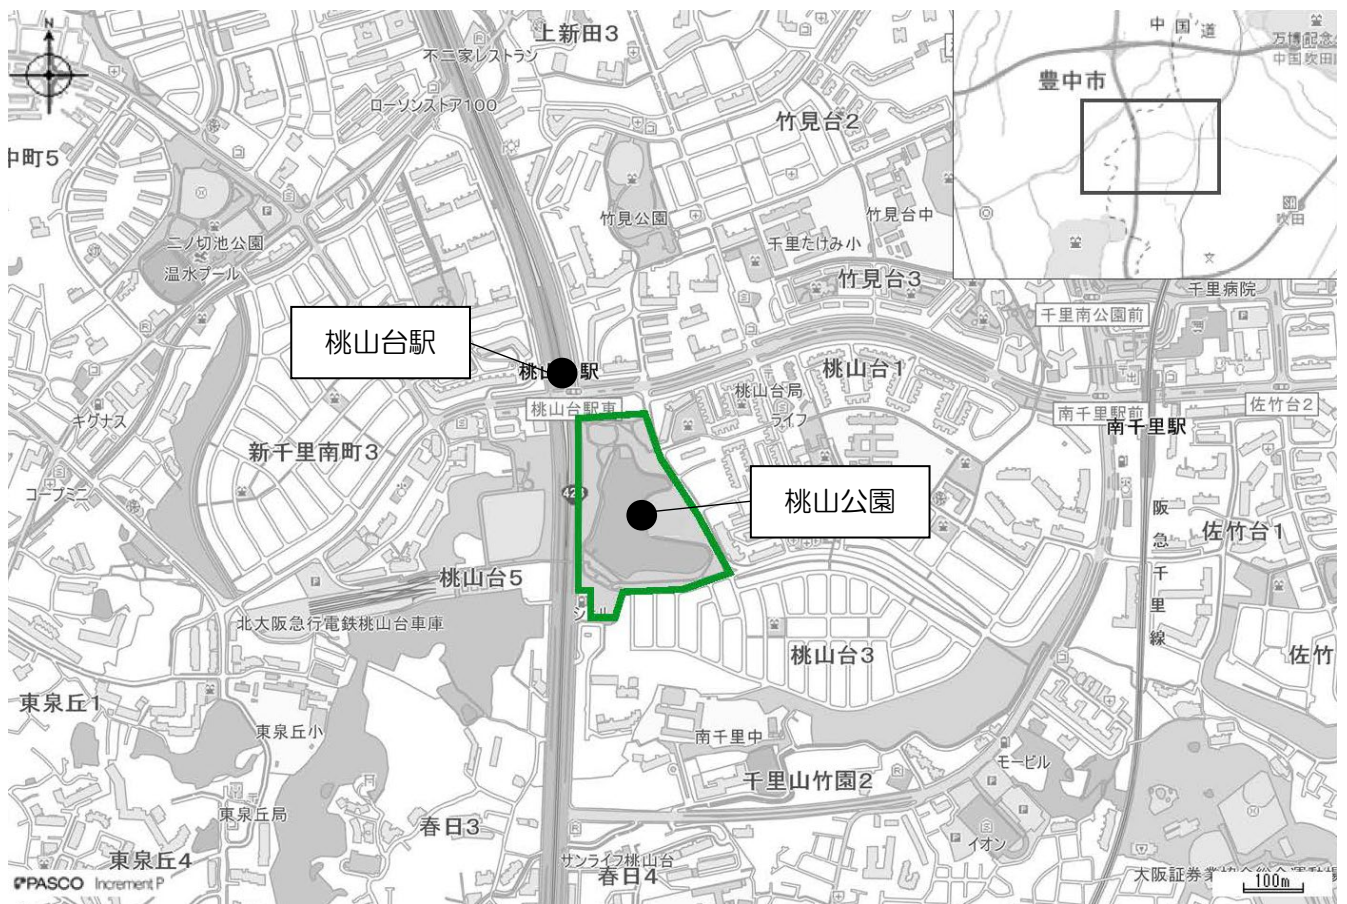 N
上新田3
不二家レストラン
ローソンストア100
中町5
竹見台2
竹見公園
竹見台中
二ノ切池公園
温水プール
千里たけみ小
竹見台3
中国道
万博記念
中国吹田
豊中市
吹田
千里病院
千里南公園前
桃山台駅
駅
桃山台駅東
桃山台局
ライフ
桃山台1
キグナス
新千里南町3
南千里駅前
南千里駅
佐竹台2
コープミニ
423
桃山公園
阪急千里線
佐竹台1
桃山台5
北大阪急行電鉄桃山台車庫
桃山台3
佐竹
東泉丘1
東泉丘小
南千里中
千里山竹園2
モービル
東泉丘局
春日3
イオン
東泉丘4
サンライフ桃山台
春日4
大阪証券業
PASCO Increment P
100m